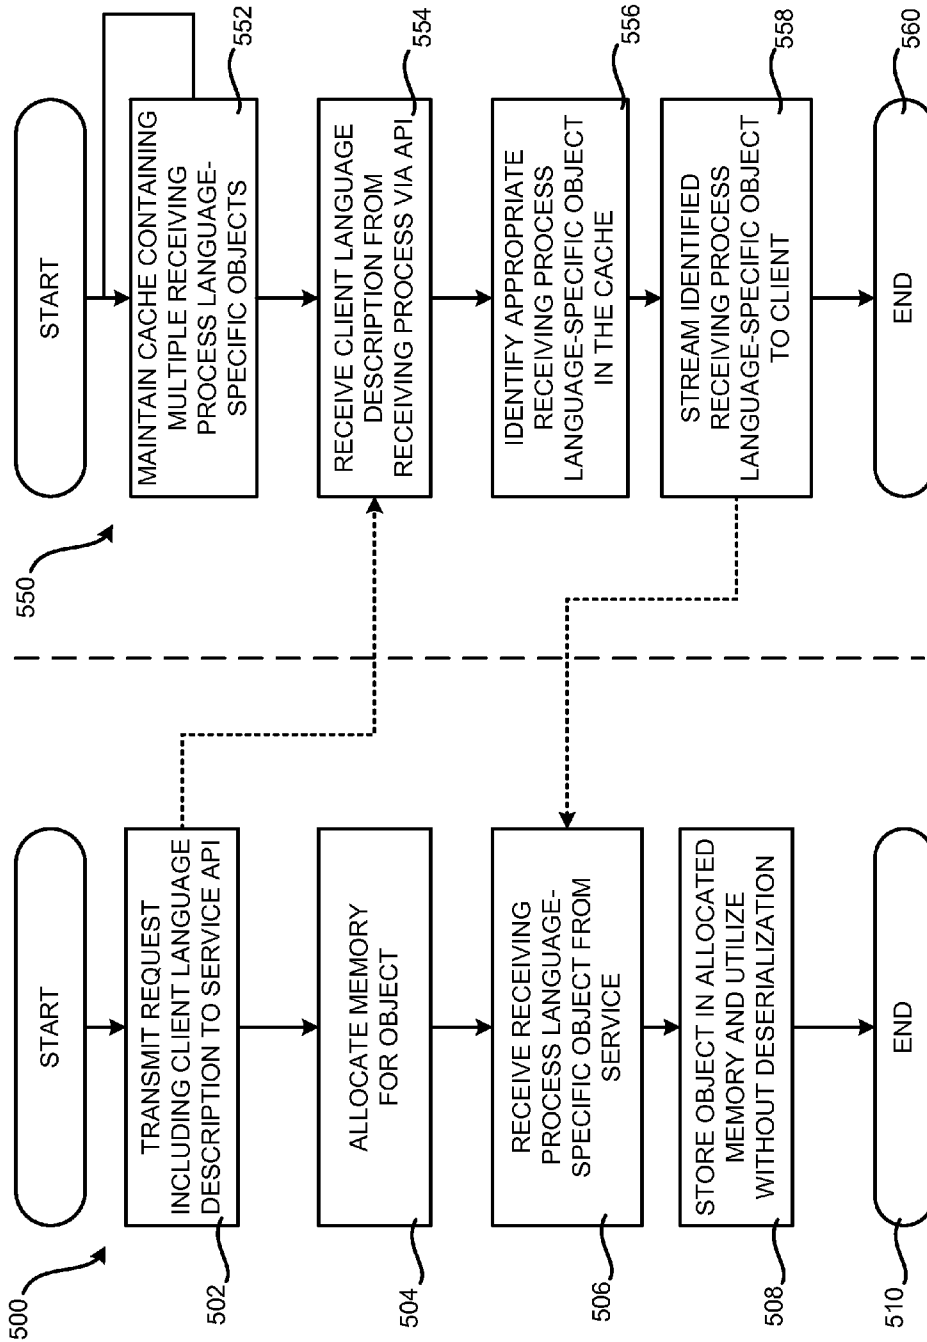 500
START
TRANSMIT REQUEST
INCLUDING CLIENT LANGUAGE
DESCRIPTION TO SERVICE API
502
ALLOCATE MEMORY
FOR OBJECT
504
RECEIVE RECEIVING
PROCESS LANGUAGE-
SPECIFIC OBJECT FROM
SERVICE
506
STORE OBJECT IN ALLOCATED
MEMORY AND UTILIZE
WITHOUT DESERIALIZATION
508
END
510
550
START
MAINTAIN CACHE CONTAINING
MULTIPLE RECEIVING
PROCESS LANGUAGE-
SPECIFIC OBJECTS
552
RECEIVE CLIENT LANGUAGE
DESCRIPTION FROM
RECEIVING PROCESS VIA API
554
IDENTIFY APPROPRIATE
RECEIVING PROCESS
LANGUAGE-SPECIFIC OBJECT
IN THE CACHE
556
STREAM IDENTIFIED
RECEIVING PROCESS
LANGUAGE-SPECIFIC OBJECT
TO CLIENT
558
END
560